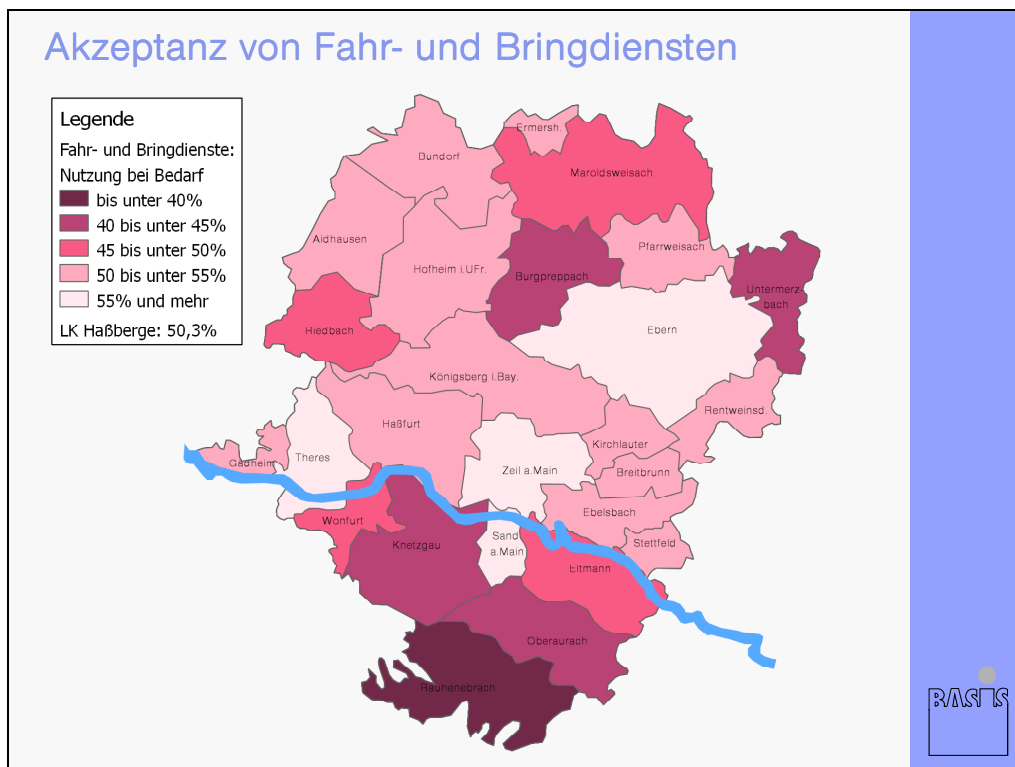 Akzeptanz von Fahr- und Bringdiensten
Legende
Fahr- und Bringdienste:
Nutzung bei Bedarf
bis unter 40%
40 bis unter 45%
45 bis unter 50%
50 bis unter 55%
55% und mehr
LK Haßberge: 50,3%
Ermersh.
Bundorf
Maroldsweisach
Aidhausen
Pfarrweisach
Hofheim i.UFr.
Burgpreppach
Untermerz-
bach
Riedbach
Ebern
Königsberg i.Bay.
Rentweinsd.
Haßfurt
Kirchlauter
Theres
Gädheim
Zeil a.Main
Breitbrunn
Ebelsbach
Wonfurt
Sand
a.Main
Knetzgau
Stettfeld
Eltmann
Oberaurach
Rauhenebrach
BASIS